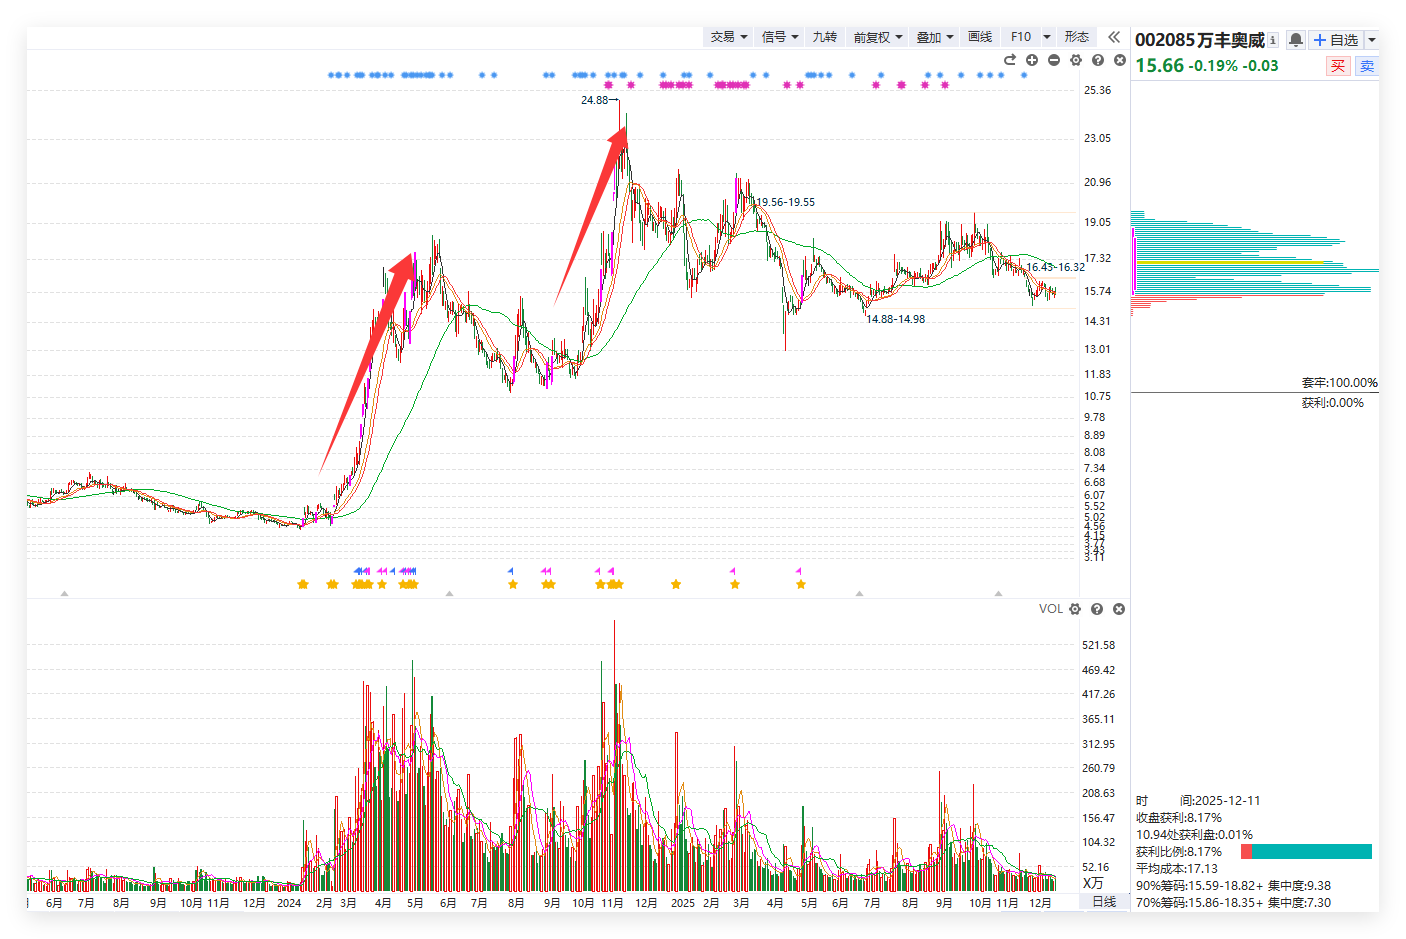 交易 信号 九转 前复权 叠加 画线 F10 形态
002085万丰奥威
自选
15.66 -0.19% -0.03
买 卖
24.88
25.36
23.05
20.96
19.05
17.32
15.74
14.31
13.01
11.83
10.75
9.78
8.89
8.08
7.34
6.68
6.07
5.52
5.02
4.56
4.15
3.77
3.43
3.11
19.56-19.55
16.43-16.32
14.88-14.98
套牢:100.00%
获利:0.00%
VOL
521.58
469.42
417.26
365.11
312.95
260.79
208.63
156.47
104.32
52.16
X万
6月 7月 8月 9月 10月 11月 12月 2024 2月 3月 4月 5月 6月 7月 8月 9月 10月 11月 12月 2025 2月 3月 4月 5月 6月 7月 8月 9月 10月 11月 12月
日线
时 间:2025-12-11
收盘获利:8.17%
10.94处获利盘:0.01%
获利比例:8.17%
平均成本:17.13
90%筹码:15.59-18.82+ 集中度:9.38
70%筹码:15.86-18.35+ 集中度:7.30